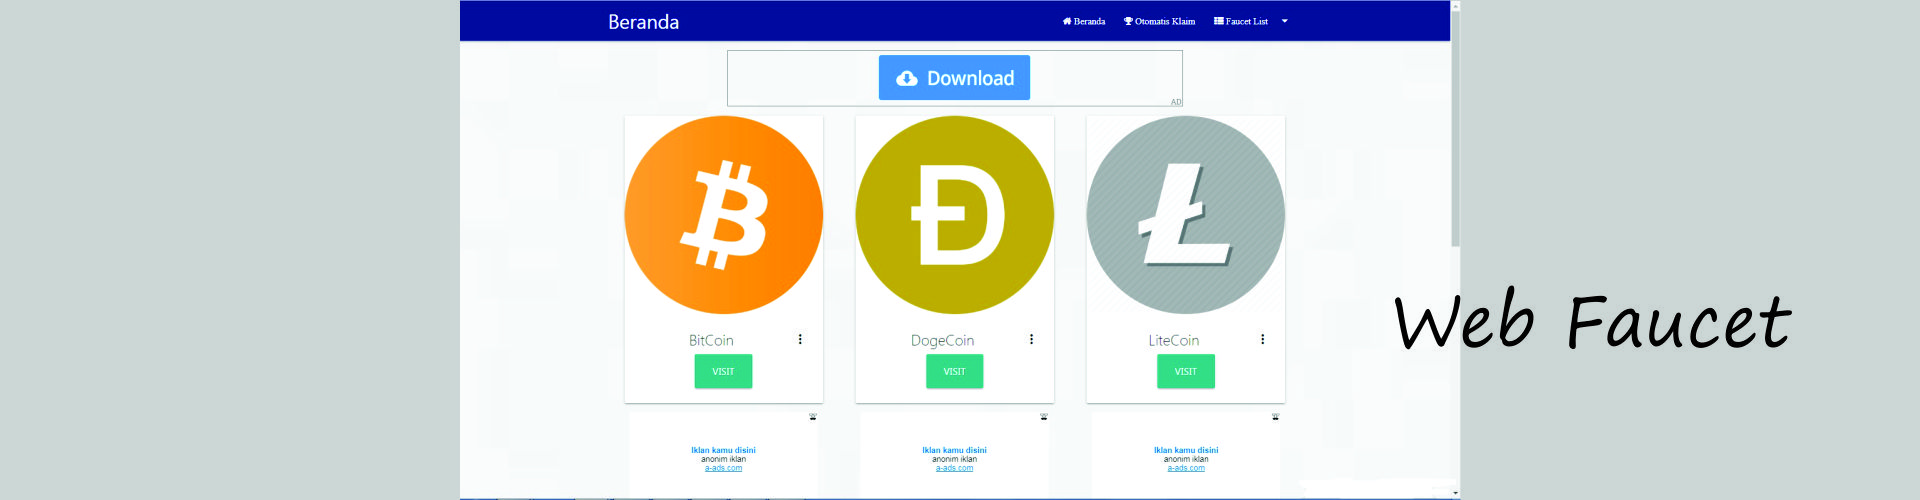 Beranda
Beranda Otomatis Klaim Faucet List
Download
AD
BitCoin
VISIT
DogeCoin
VISIT
LiteCoin
VISIT
Iklan kamu disini
anonim iklan
a-ads.com
Iklan kamu disini
anonim iklan
a-ads.com
Iklan kamu disini
anonim iklan
a-ads.com
Web Faucet